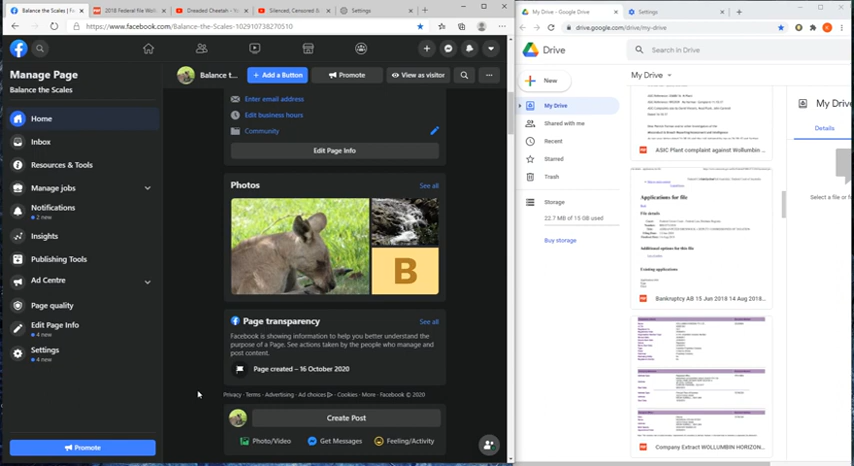 Balance the Scales | Fac
2018 Federal file Woll
Dreaded Cheetah - You
Silenced, Censored &
Settings
https://www.facebook.com/Balance-the-Scales-102910738270510
Manage Page
Balance the Scales
Home
Inbox
Resources & Tools
Manage jobs
Notifications
2 new
Insights
Publishing Tools
Ad Centre
Page quality
Edit Page Info
4 new
Settings
4 new
Promote
Balance t...
+ Add a Button
Promote
View as visitor
Enter email address
Edit business hours
Community
Edit Page Info
Photos
See all
B
Page transparency
See all
Facebook is showing information to help you better understand the
purpose of a Page. See actions taken by the people who manage and
post content.
Page created – 16 October 2020
Privacy · Terms · Advertising · Ad choices · Cookies · More · Facebook © 2020
Create Post
Photo/Video
Get Messages
Feeling/Activity
My Drive - Google Drive
Settings
drive.google.com/drive/my-drive
Drive
Search in Drive
New
My Drive
Shared with me
Recent
Starred
Trash
Storage
22.7 MB of 15 GB used
Buy storage
My Drive
ASIC Plant complaint against Wollumbin ...
Applications for file
File details
Additional options for this file
Existing applications
Bankruptcy AB 15 Jun 2018 14 Aug 2018...
Company Extract WOLLUMBIN HORIZON...
My Drive
Details
Select a file or f